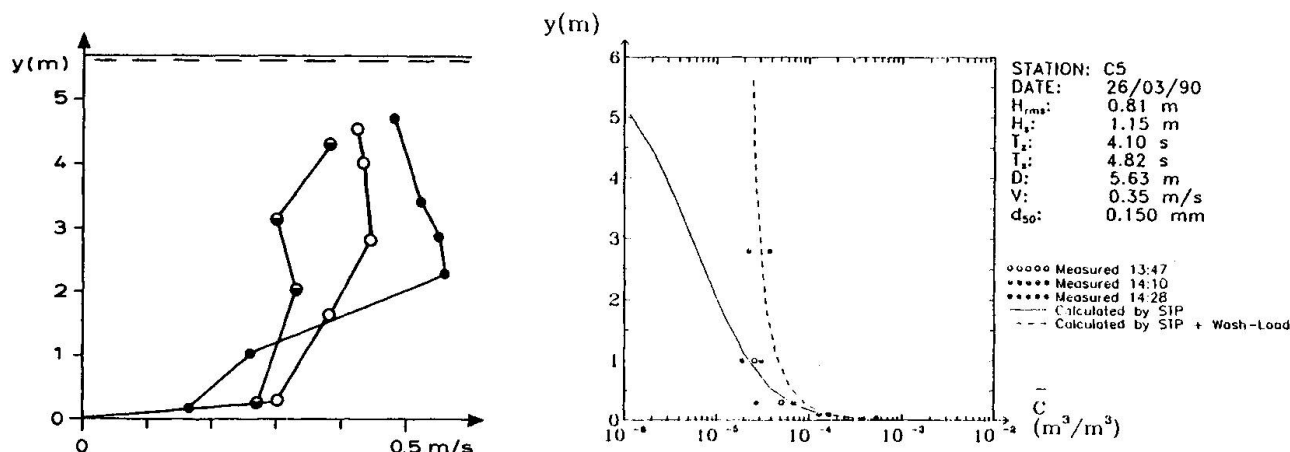 y(m)
5
4
3
2
1
0
0
0.5 m/s
y(m)
6
5
4
3
2
1
0
10⁻⁶
10⁻⁵
10⁻⁴
10⁻³
10⁻²
C̅
(m³/m³)
STATION: C5
DATE: 26/03/90
H_rms: 0.81 m
H_s: 1.15 m
T_z: 4.10 s
T_s: 4.82 s
D: 5.63 m
V: 0.35 m/s
d₅₀: 0.150 mm
Measured 13:47
Measured 14:10
Measured 14:28
Calculated by STP
Calculated by STP + Wash-Load